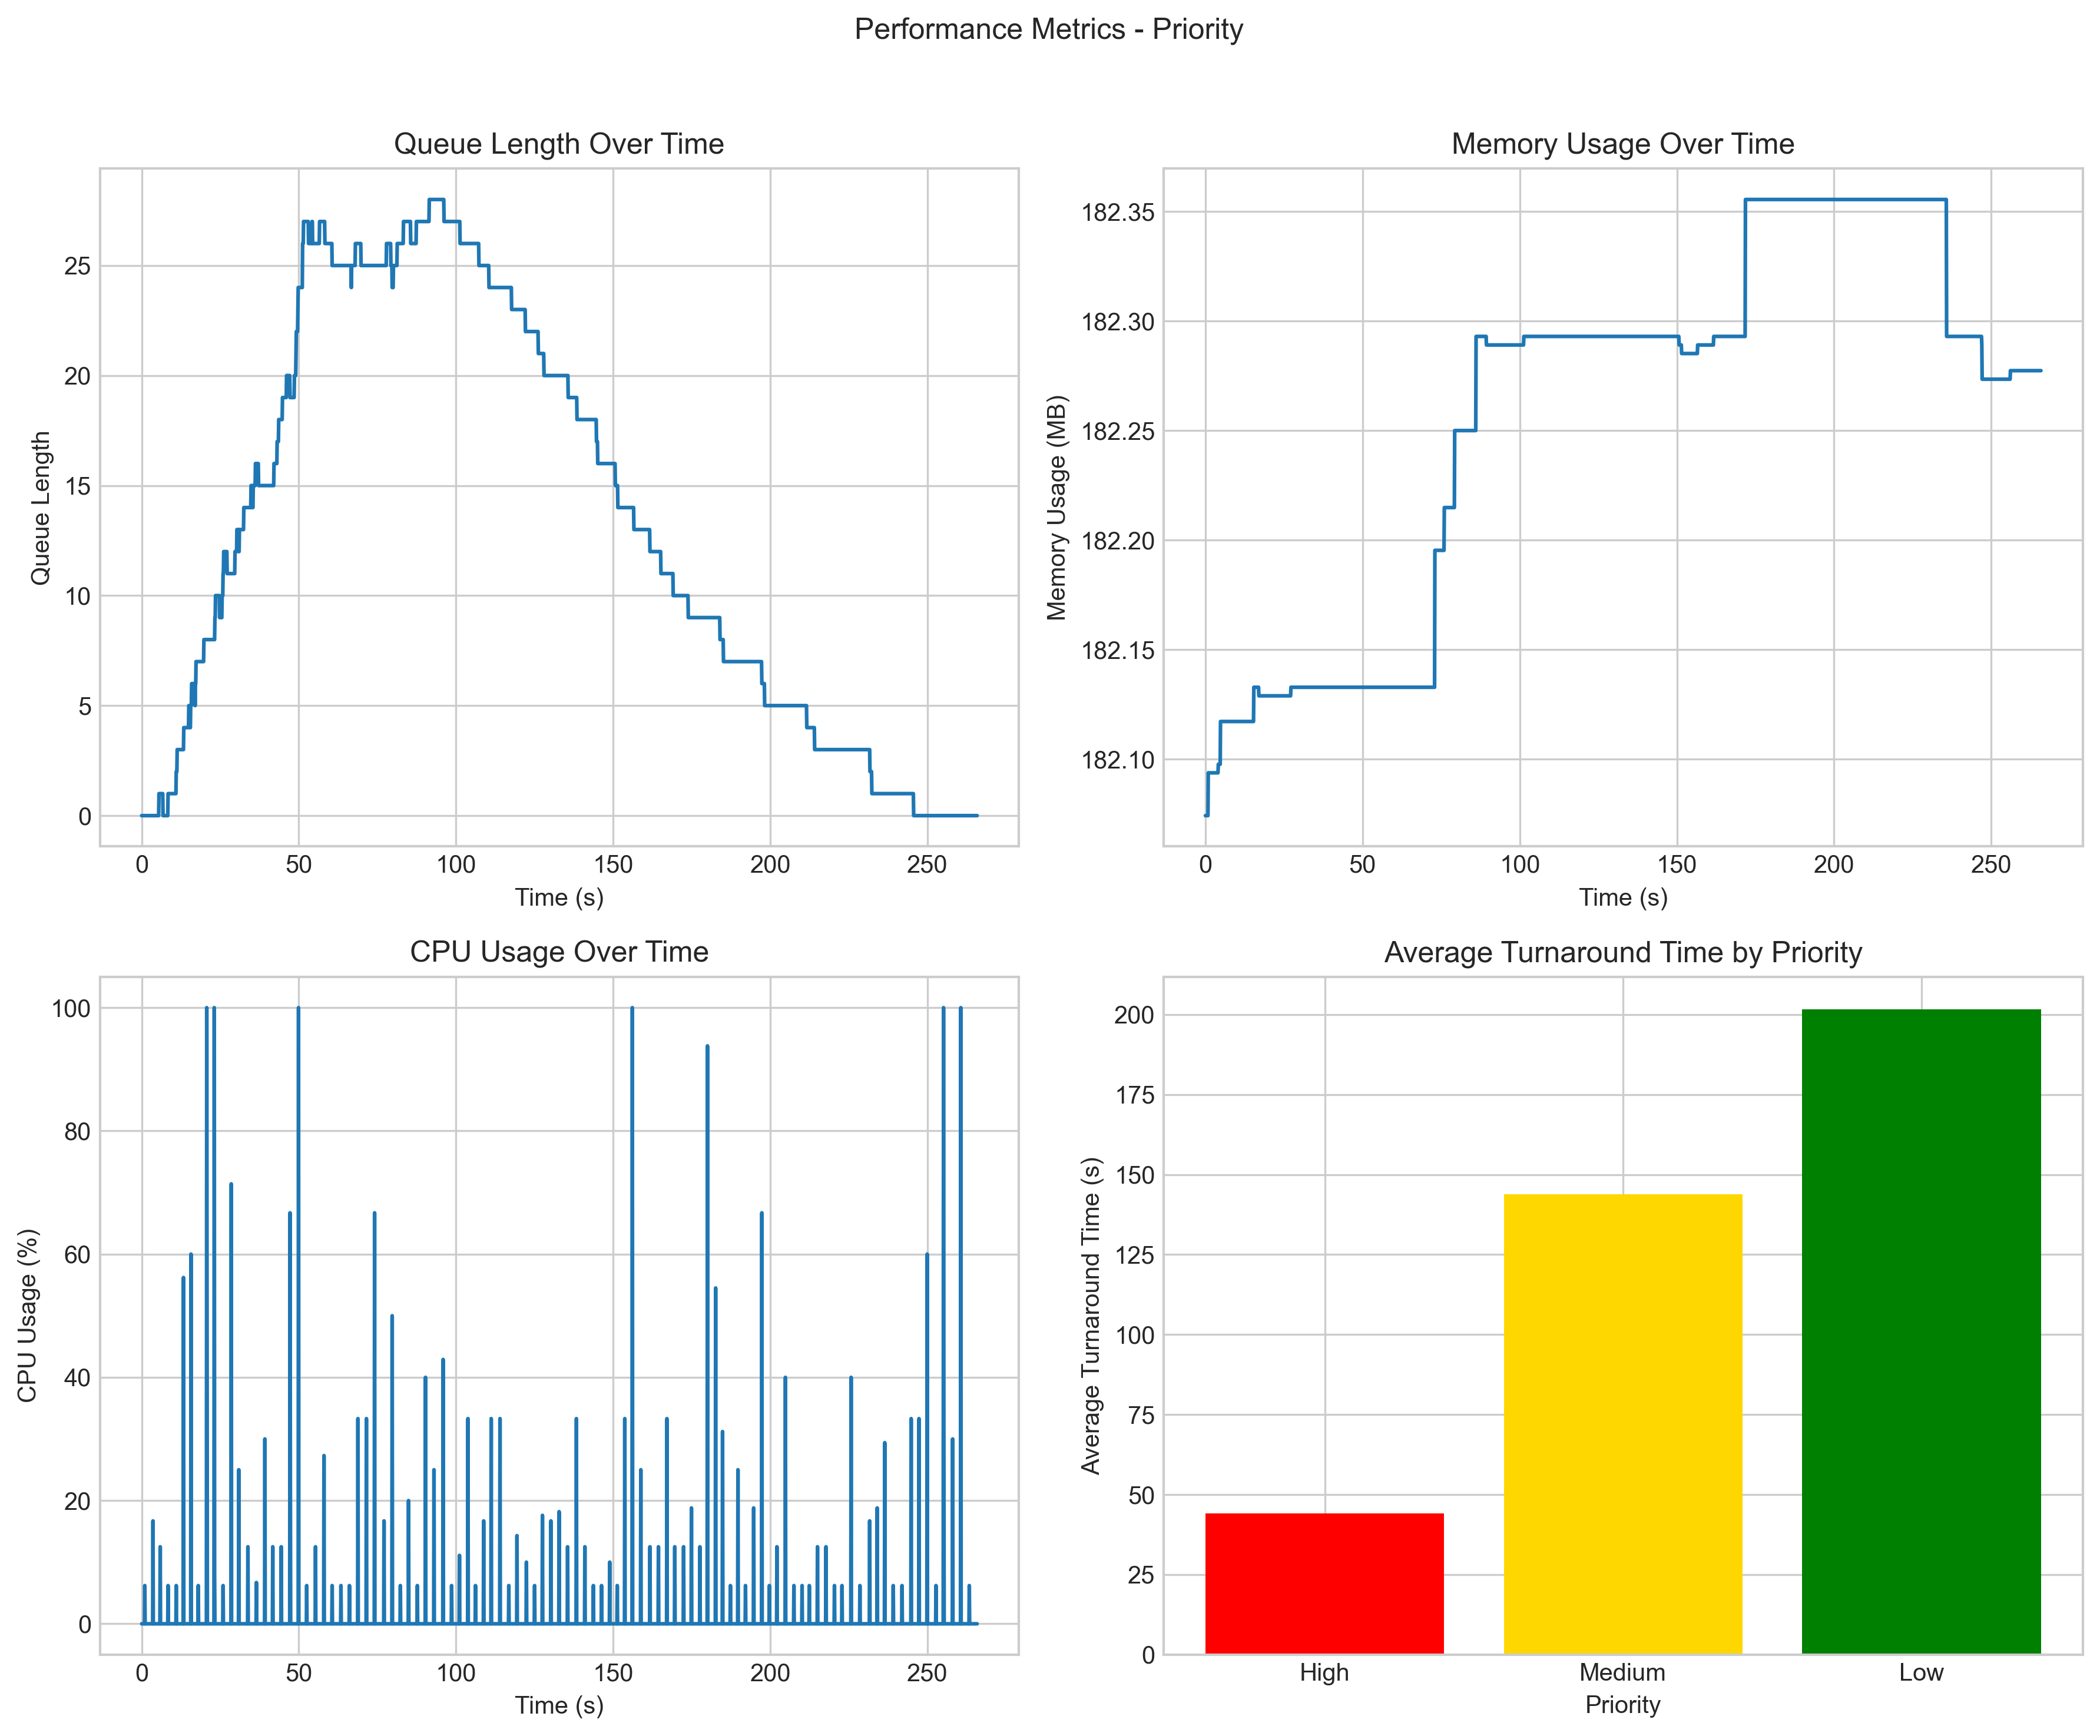 Performance Metrics - Priority
Queue Length Over Time
Queue Length
25
20
15
10
5
0
0 50 100 150 200 250
Time (s)
Memory Usage Over Time
Memory Usage (MB)
182.35
182.30
182.25
182.20
182.15
182.10
0 50 100 150 200 250
Time (s)
CPU Usage Over Time
CPU Usage (%)
100
80
60
40
20
0
0 50 100 150 200 250
Time (s)
Average Turnaround Time by Priority
Average Turnaround Time (s)
200
175
150
125
100
75
50
25
0
High Medium Low
Priority